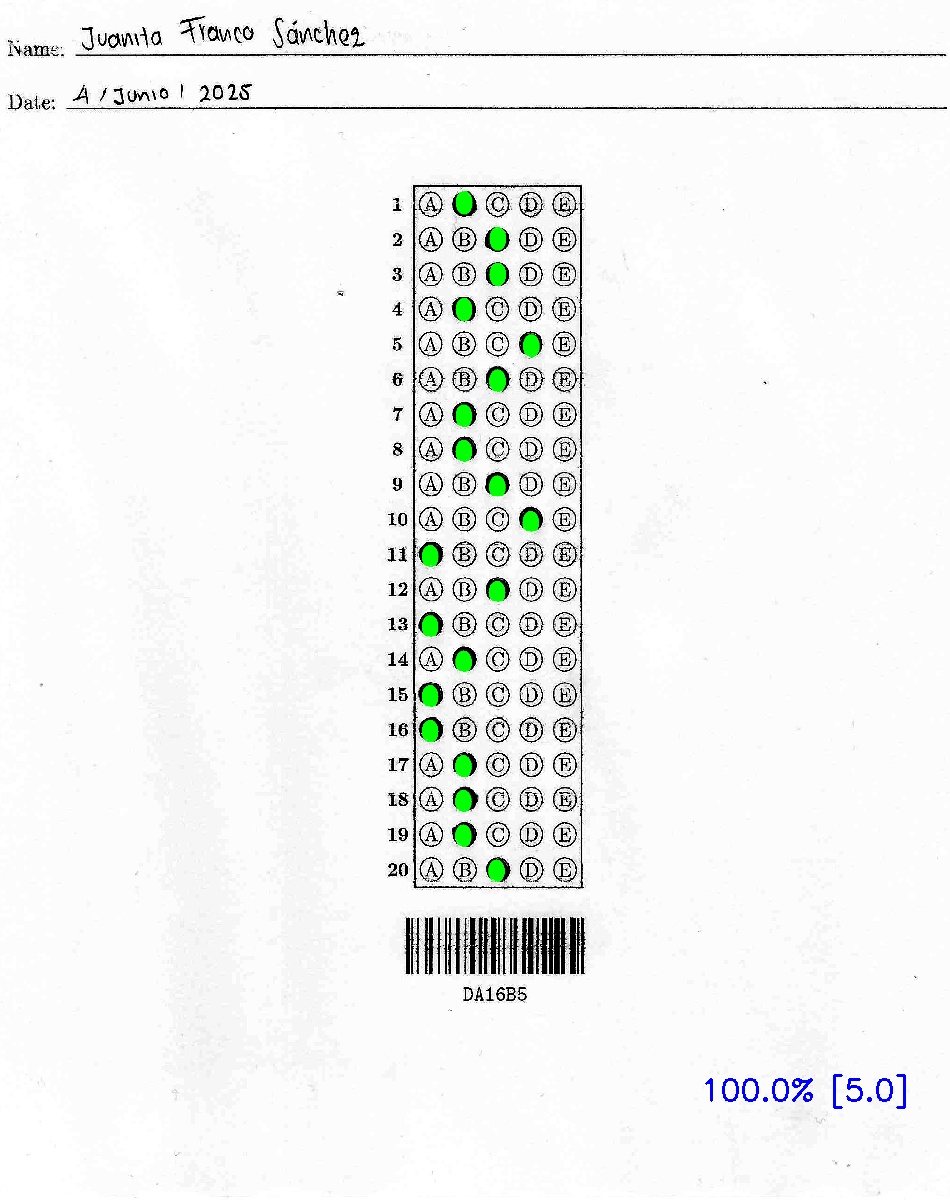 Name: Juanita Franco Sánchez
Date: 4 / Junio / 2025
1 A C D E
2 A B D E
3 A B D E
4 A C D E
5 A B C E
6 A B D E
7 A C D E
8 A C D E
9 A B D E
10 A B C E
11 B C D E
12 A B D E
13 B C D E
14 A C D E
15 B C D E
16 B C D E
17 A C D E
18 A C D E
19 A C D E
20 A B D E
DA16B5
100.0% [5.0]